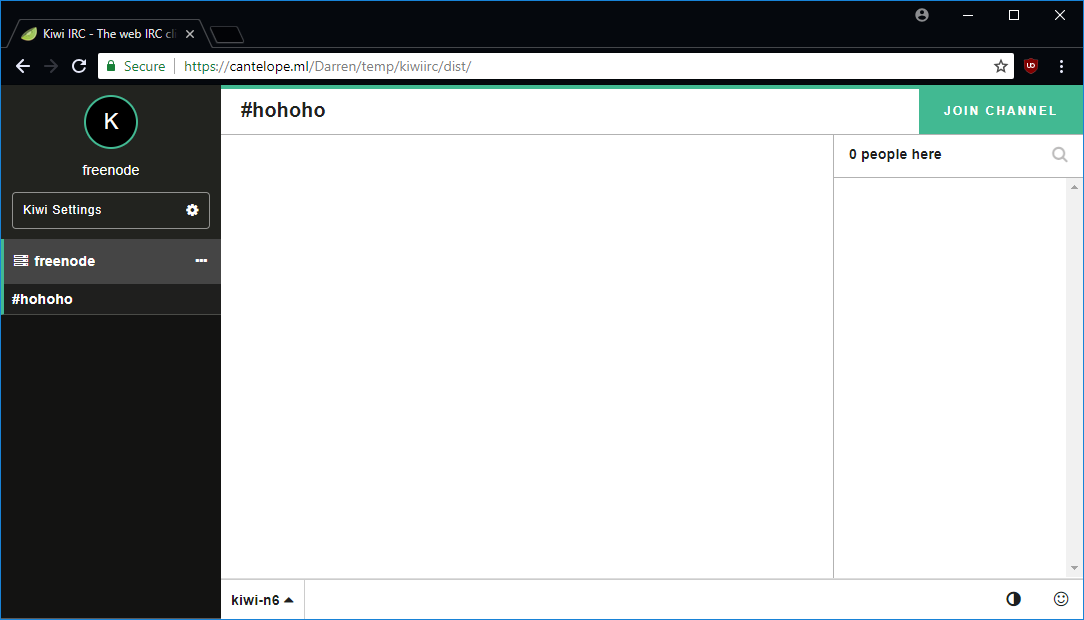 Kiwi IRC - The web IRC cli
Secure
https://cantelope.ml/Darren/temp/kiwiirc/dist/
K
freenode
Kiwi Settings
freenode
#hohoho
#hohoho
JOIN CHANNEL
0 people here
kiwi-n6